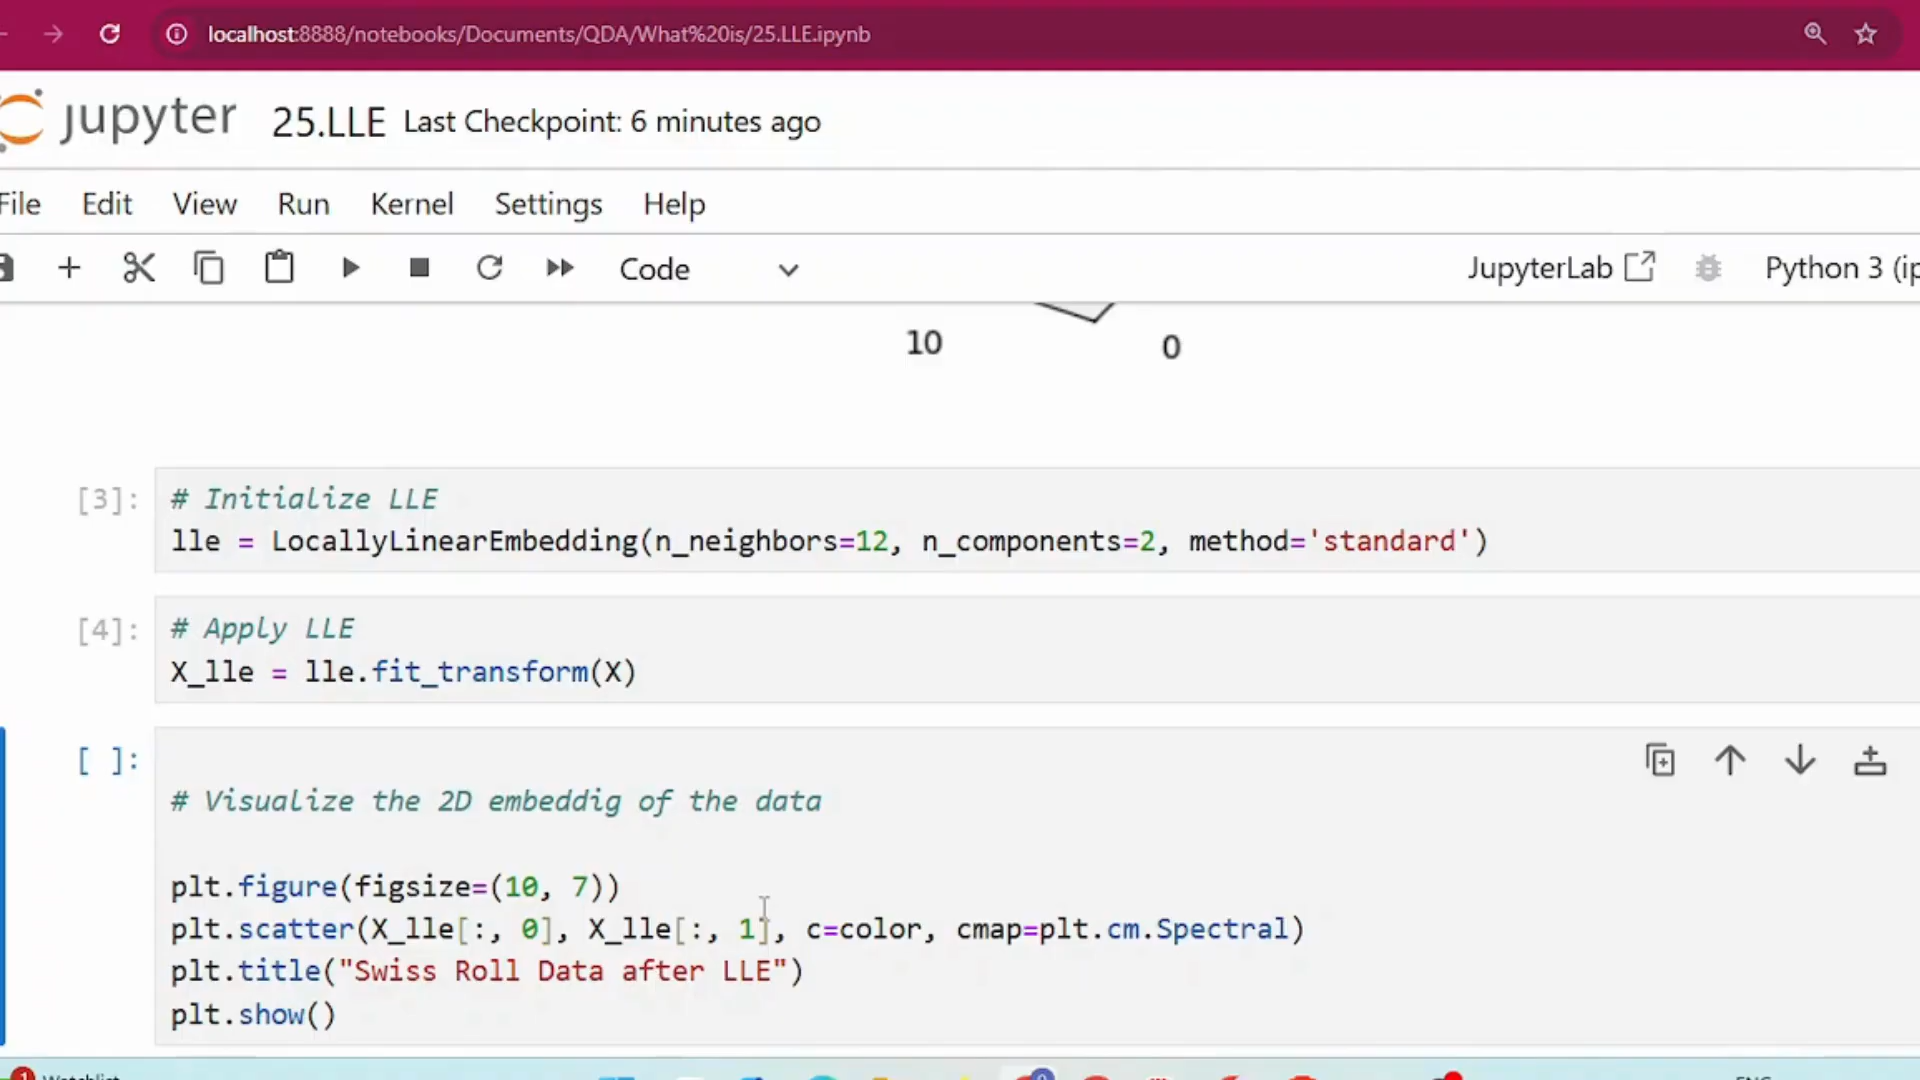 localhost:8888/notebooks/Documents/QDA/What%20is/25.LLE.ipynb
jupyter 25.LLE Last Checkpoint: 6 minutes ago
File Edit View Run Kernel Settings Help
Code JupyterLab Python 3 (ip
10 0
[3]: # Initialize LLE
lle = LocallyLinearEmbedding(n_neighbors=12, n_components=2, method='standard')
[4]: # Apply LLE
X_lle = lle.fit_transform(X)
[ ]:
# Visualize the 2D embeddig of the data
plt.figure(figsize=(10, 7))
plt.scatter(X_lle[:, 0], X_lle[:, 1], c=color, cmap=plt.cm.Spectral)
plt.title("Swiss Roll Data after LLE")
plt.show()